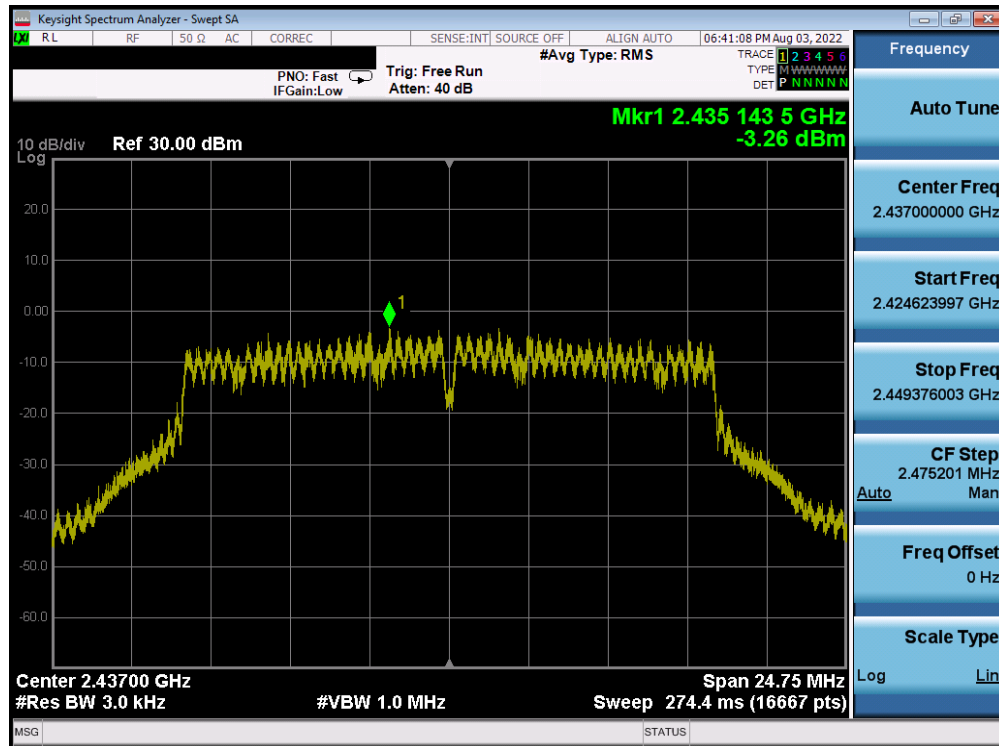 Keysight Spectrum Analyzer - Swept SA
LXI RL RF 50 Ω AC CORREC SENSE:INT SOURCE OFF ALIGN AUTO 06:41:08 PM Aug 03, 2022
#Avg Type: RMS
TRACE 1 2 3 4 5 6
TYPE M WWWWW
DET P N N N N N
PNO: Fast
IFGain:Low
Trig: Free Run
Atten: 40 dB
Mkr1 2.435 143 5 GHz
-3.26 dBm
10 dB/div
Log
Ref 30.00 dBm
20.0
10.0
0.00
-10.0
-20.0
-30.0
-40.0
-50.0
-60.0
1
Center 2.43700 GHz
Span 24.75 MHz
#Res BW 3.0 kHz
#VBW 1.0 MHz
Sweep 274.4 ms (16667 pts)
MSG
STATUS
Frequency
Auto Tune
Center Freq
2.437000000 GHz
Start Freq
2.424623997 GHz
Stop Freq
2.449376003 GHz
CF Step
2.475201 MHz
Auto Man
Freq Offset
0 Hz
Scale Type
Log Lin